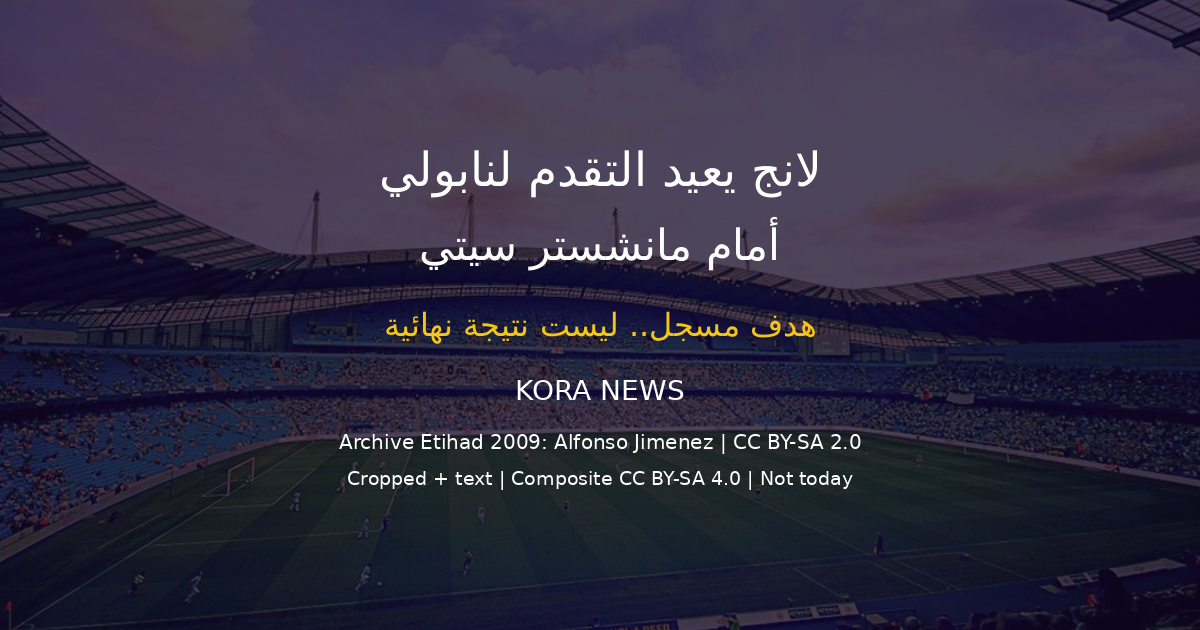 لانج يعيد التقدم لنابولي
أمام مانشستر سيتي
هدف مسجل.. ليست نتيجة نهائية
KORA NEWS
Archive Etihad 2009: Alfonso Jimenez | CC BY-SA 2.0
Cropped + text | Composite CC BY-SA 4.0 | Not today